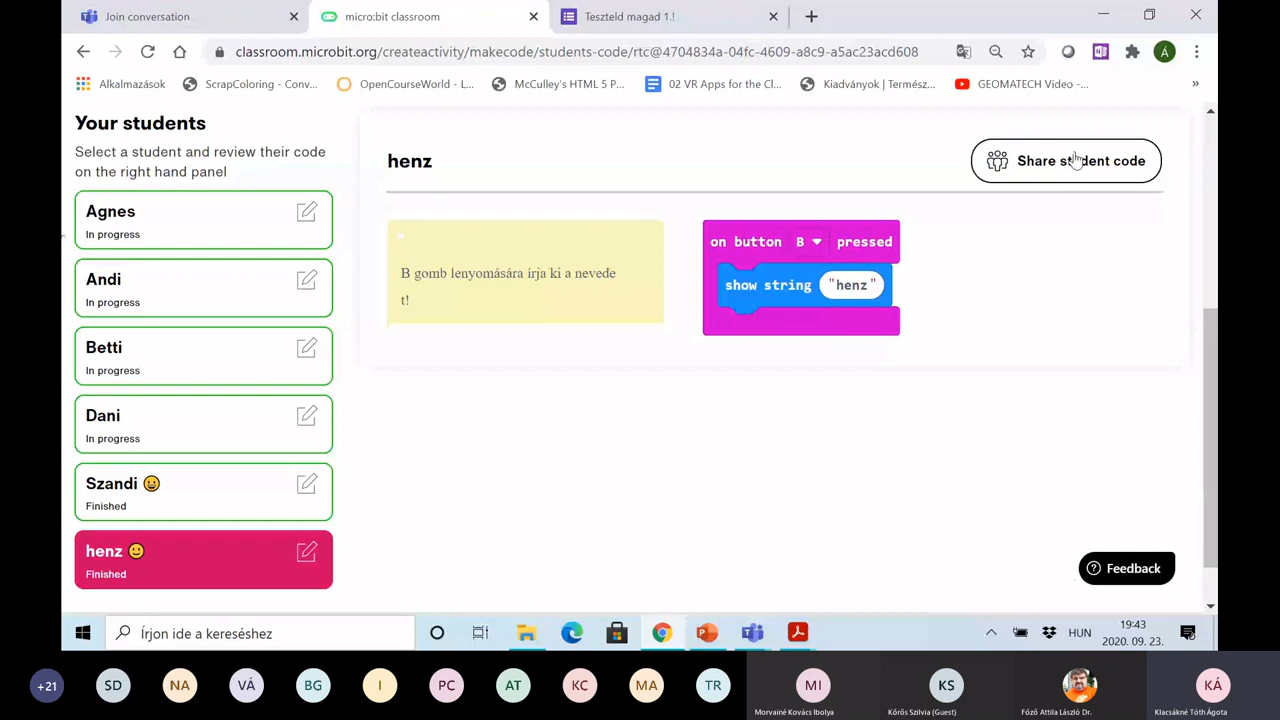 Join conversation
micro:bit classroom
Teszteld magad 1.!
classroom.microbit.org/createactivity/makecode/students-code/rtc@4704834a-04fc-4609-a8c9-a5ac23acd608
Á
Alkalmazások
ScrapColoring - Conv...
OpenCourseWorld - L...
McCulley's HTML 5 P...
02 VR Apps for the Cl...
Kiadványok | Termész...
GEOMATECH Video -...
»
Your students
Select a student and review their code
on the right hand panel
Agnes
In progress
Andi
In progress
Betti
In progress
Dani
In progress
Szandi
Finished
henz
Finished
henz
Share student code
B gomb lenyomására írja ki a nevede
t!
on button B pressed
show string "henz"
Feedback
Írjon ide a kereséshez
HUN
19:43
2020. 09. 23.
+21
SD
NA
VÁ
BG
I
PC
AT
KC
MA
TR
MI
Morvainé Kovács Ibolya
KS
Kőrös Szilvia (Guest)
Főző Attila László Dr.
KÁ
Klacsákné Tóth Ágota